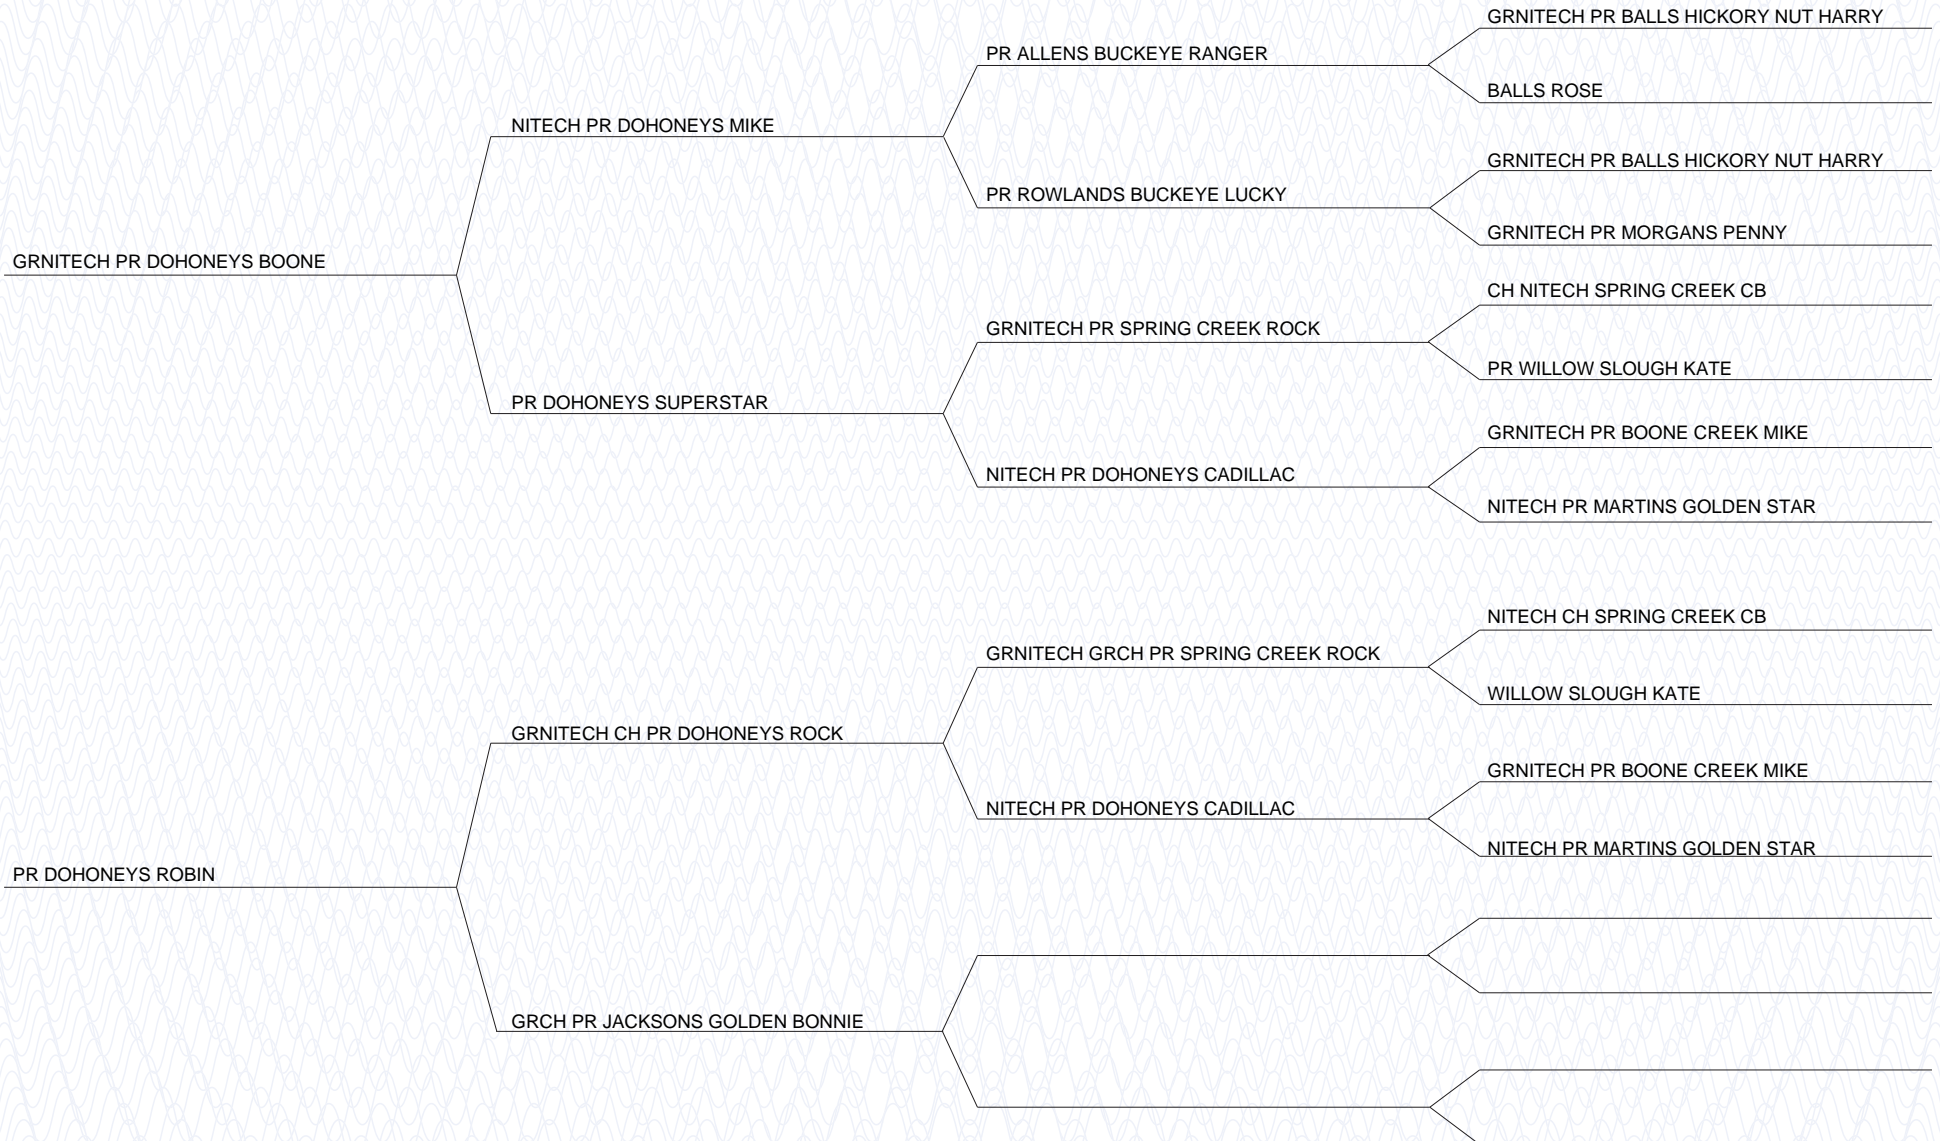 GRNITECH PR BALLS HICKORY NUT HARRY
PR ALLENS BUCKEYE RANGER
BALLS ROSE
NITECH PR DOHONEYS MIKE
GRNITECH PR BALLS HICKORY NUT HARRY
PR ROWLANDS BUCKEYE LUCKY
GRNITECH PR MORGANS PENNY
GRNITECH PR DOHONEYS BOONE
CH NITECH SPRING CREEK CB
GRNITECH PR SPRING CREEK ROCK
PR WILLOW SLOUGH KATE
PR DOHONEYS SUPERSTAR
GRNITECH PR BOONE CREEK MIKE
NITECH PR DOHONEYS CADILLAC
NITECH PR MARTINS GOLDEN STAR
NITECH CH SPRING CREEK CB
GRNITECH GRCH PR SPRING CREEK ROCK
WILLOW SLOUGH KATE
GRNITECH CH PR DOHONEYS ROCK
GRNITECH PR BOONE CREEK MIKE
NITECH PR DOHONEYS CADILLAC
NITECH PR MARTINS GOLDEN STAR
PR DOHONEYS ROBIN
GRCH PR JACKSONS GOLDEN BONNIE